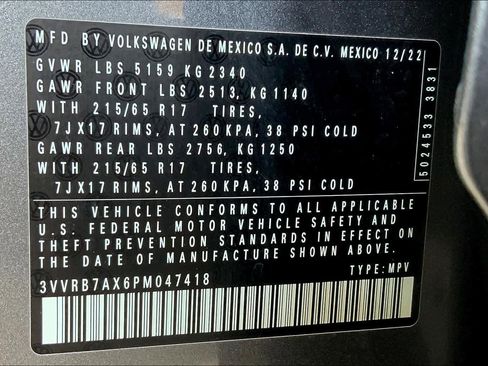 MFD BY VOLKSWAGEN DE MEXICO S.A. DE C.V. MEXICO 12/22
GVWR LBS 5159 KG 2340
GAWR FRONT LBS 2513, KG 1140
WITH 215/65 R17 TIRES,
7JX17 RIMS, AT 260 KPA, 38 PSI COLD
GAWR REAR LBS 2756, KG 1250
WITH 215/65 R17 TIRES,
7JX17 RIMS, AT 260 KPA, 38 PSI COLD
THIS VEHICLE CONFORMS TO ALL APPLICABLE
U.S. FEDERAL MOTOR VEHICLE SAFETY AND
THEFT PREVENTION STANDARDS IN EFFECT ON
THE DATE OF MANUFACTURE SHOWN ABOVE.
3VVRB7AX6PM047418 TYPE: MPV
5024533 3831